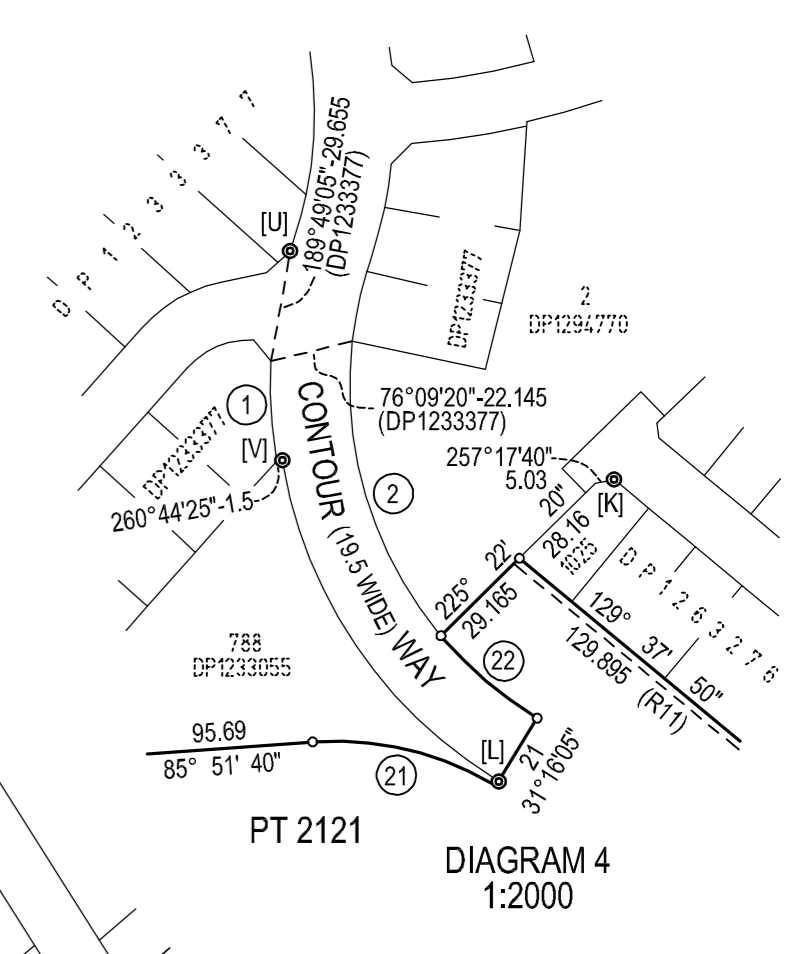 189°49'05"-29.655
(DP1233377)
[U]
DP1233377
DP1233377
2
DP1294770
76°09'20"-22.145
(DP1233377)
1
CONTOUR (19.5 WIDE) WAY
DP1233377
[V]
260°44'25"-1.5
2
257°17'40"
5.03
[K]
225° 22' 20"
29.165
28.16
1025
DP1263276
129° 37' 50"
129.895 (R11)
22
788
DP1233055
95.69
85° 51' 40"
21
[L]
21
31°16'05"
PT 2121
DIAGRAM 4
1:2000